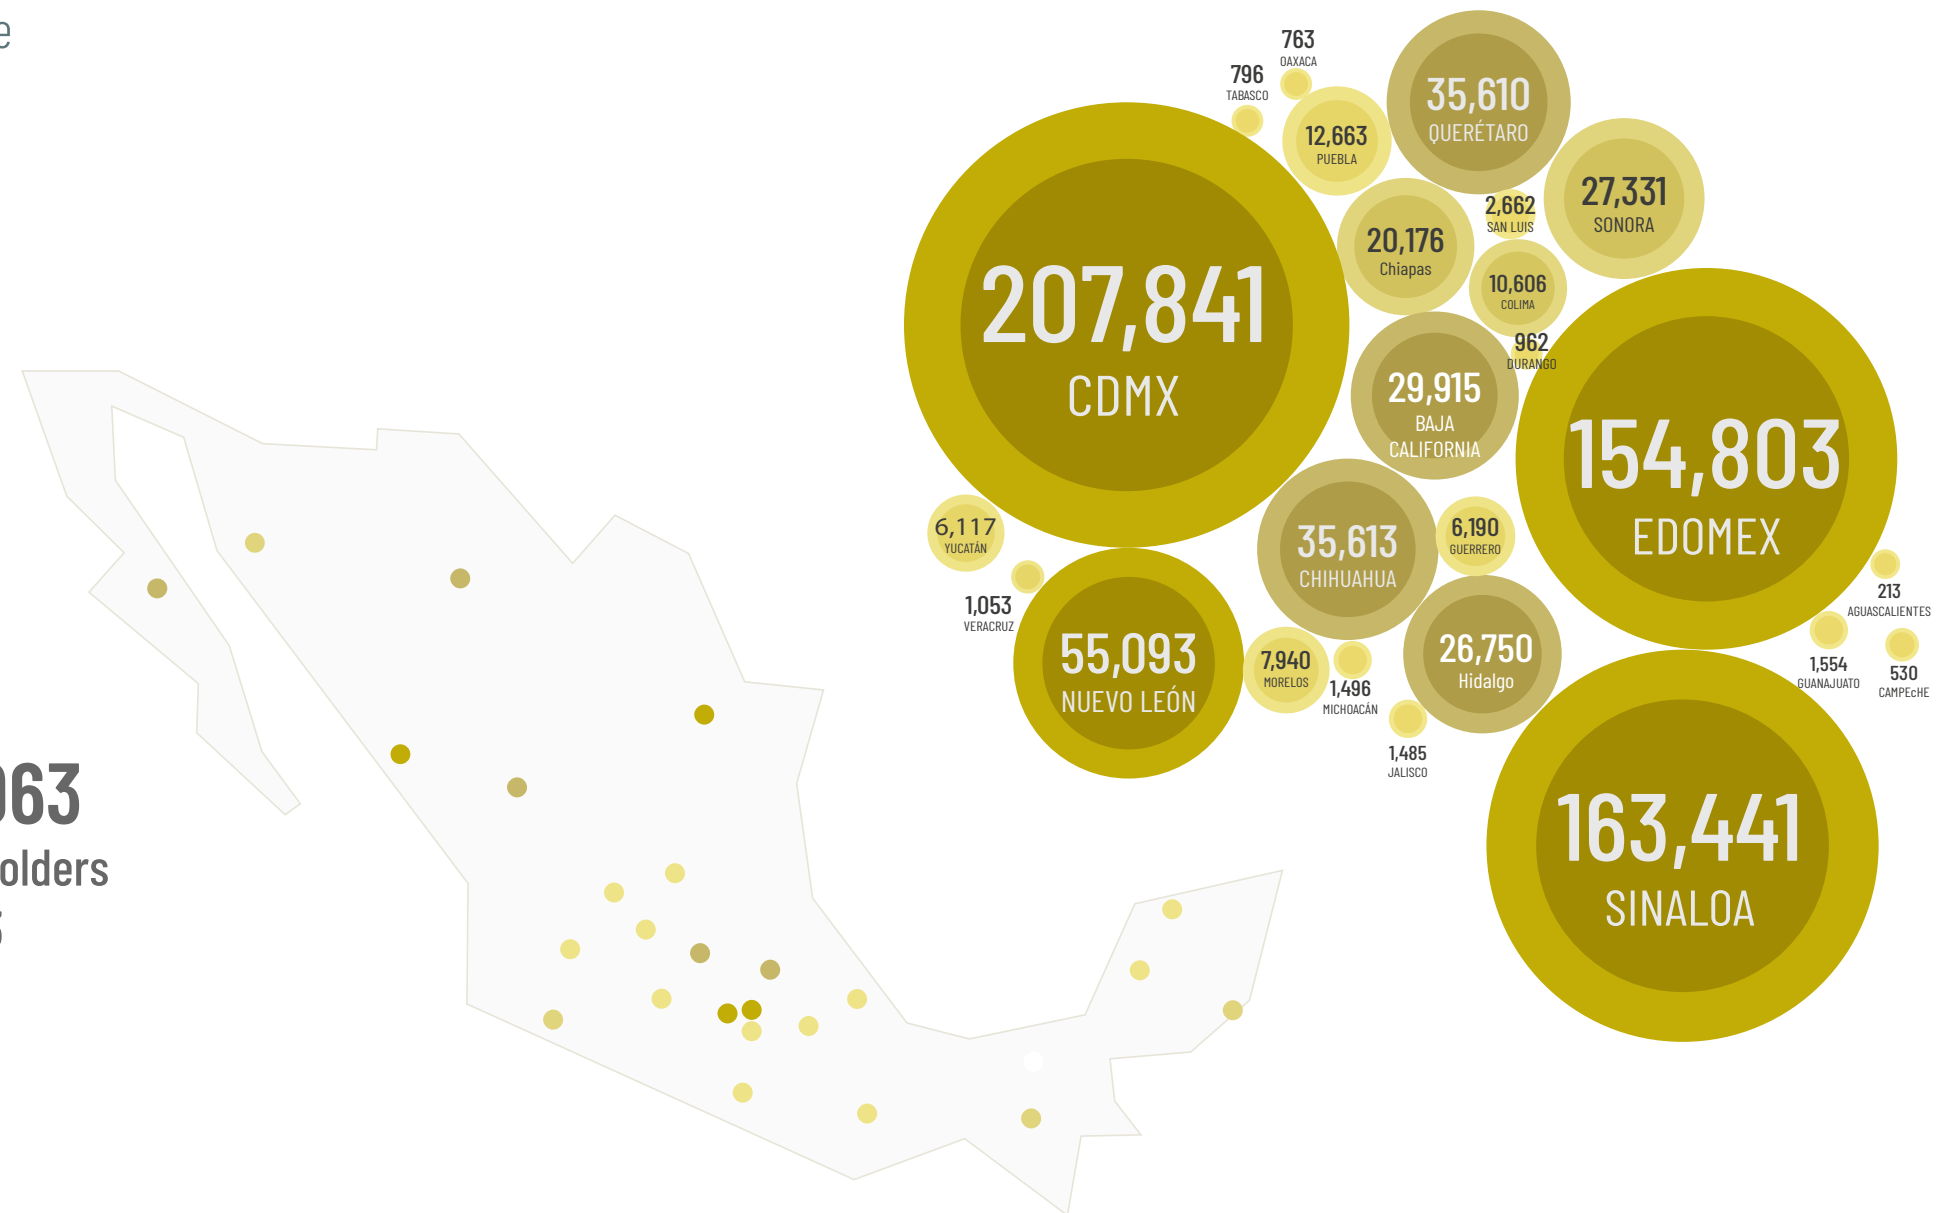 763
OAXACA
796
TABASCO
35,610
QUERÉTARO
12,663
PUEBLA
27,331
SONORA
2,662
SAN LUIS
20,176
Chiapas
10,606
COLIMA
207,841
CDMX
962
DURANGO
29,915
BAJA
CALIFORNIA
154,803
EDOMEX
6,117
YUCATÁN
35,613
CHIHUAHUA
6,190
GUERRERO
1,053
VERACRUZ
213
AGUASCALIENTES
55,093
NUEVO LEÓN
7,940
MORELOS
1,496
MICHOACÁN
26,750
Hidalgo
1,554
GUANAJUATO
530
CAMPEcHE
1,485
JALISCO
63
olders
163,441
SINALOA